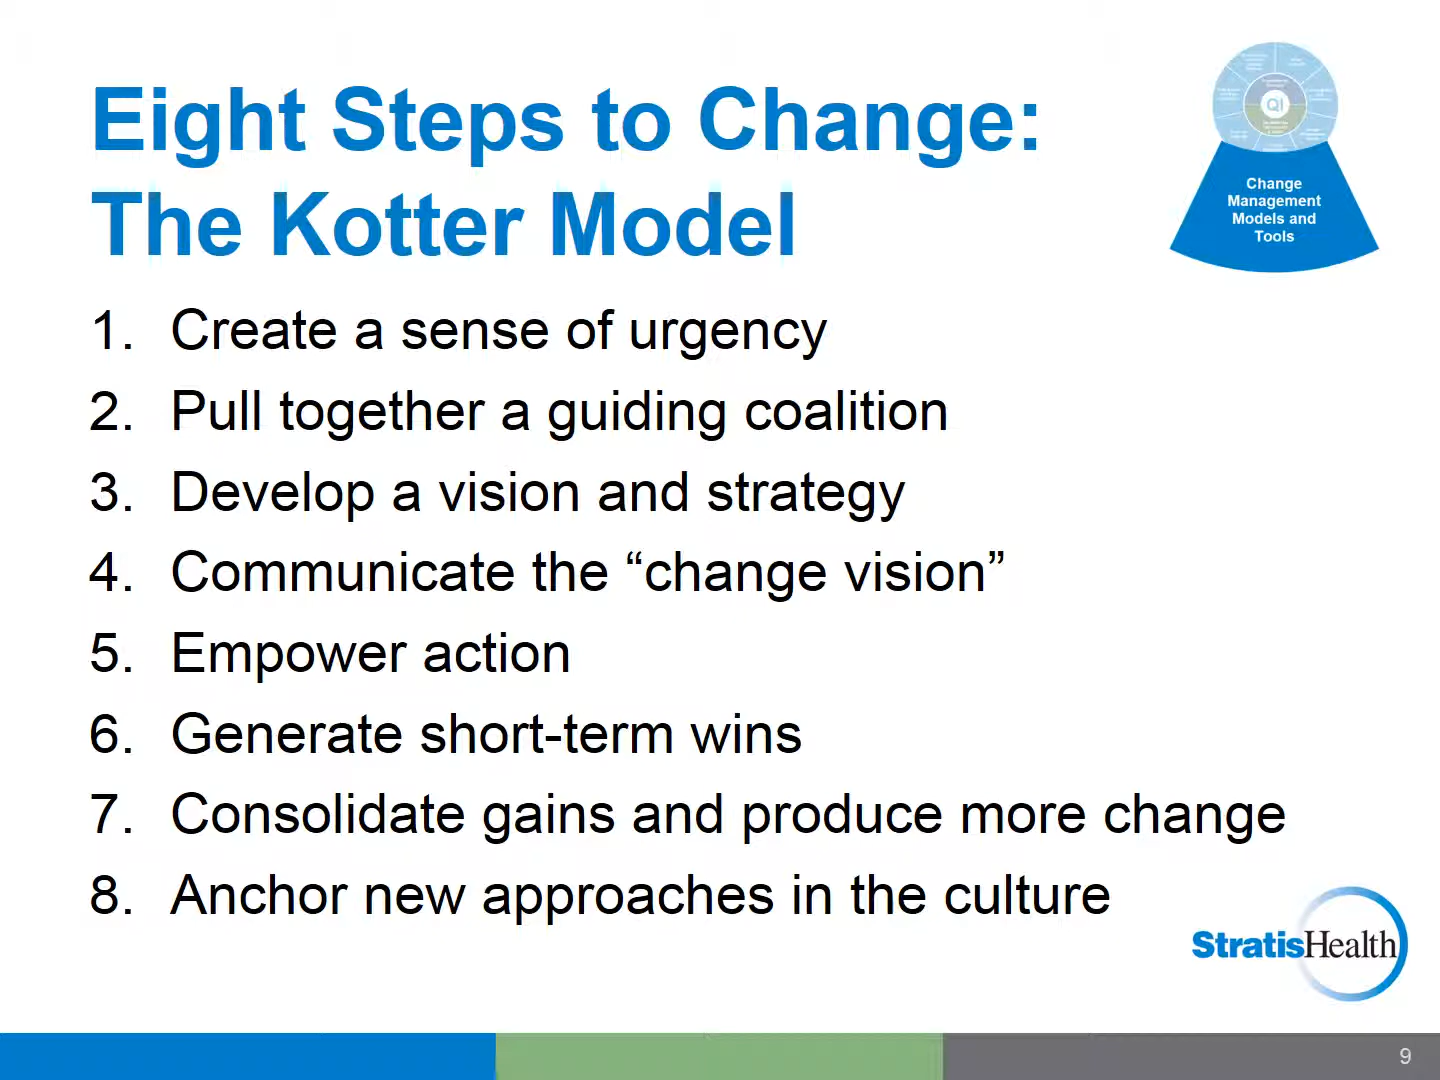 Eight Steps to Change:
The Kotter Model
QI
Change
Management
Models and
Tools
1. Create a sense of urgency
2. Pull together a guiding coalition
3. Develop a vision and strategy
4. Communicate the “change vision”
5. Empower action
6. Generate short-term wins
7. Consolidate gains and produce more change
8. Anchor new approaches in the culture
StratisHealth
9